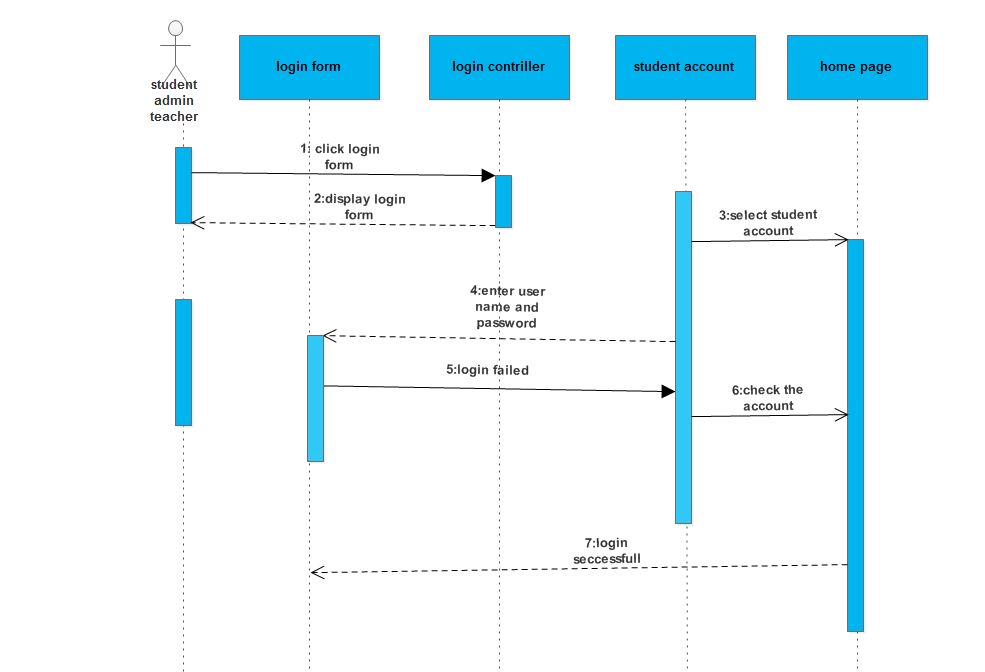 student
admin
teacher
login form
login contriller
student account
home page
1: click login
form
2:display login
form
3:select student
account
4:enter user
name and
password
5:login failed
6:check the
account
7:login
seccessfull